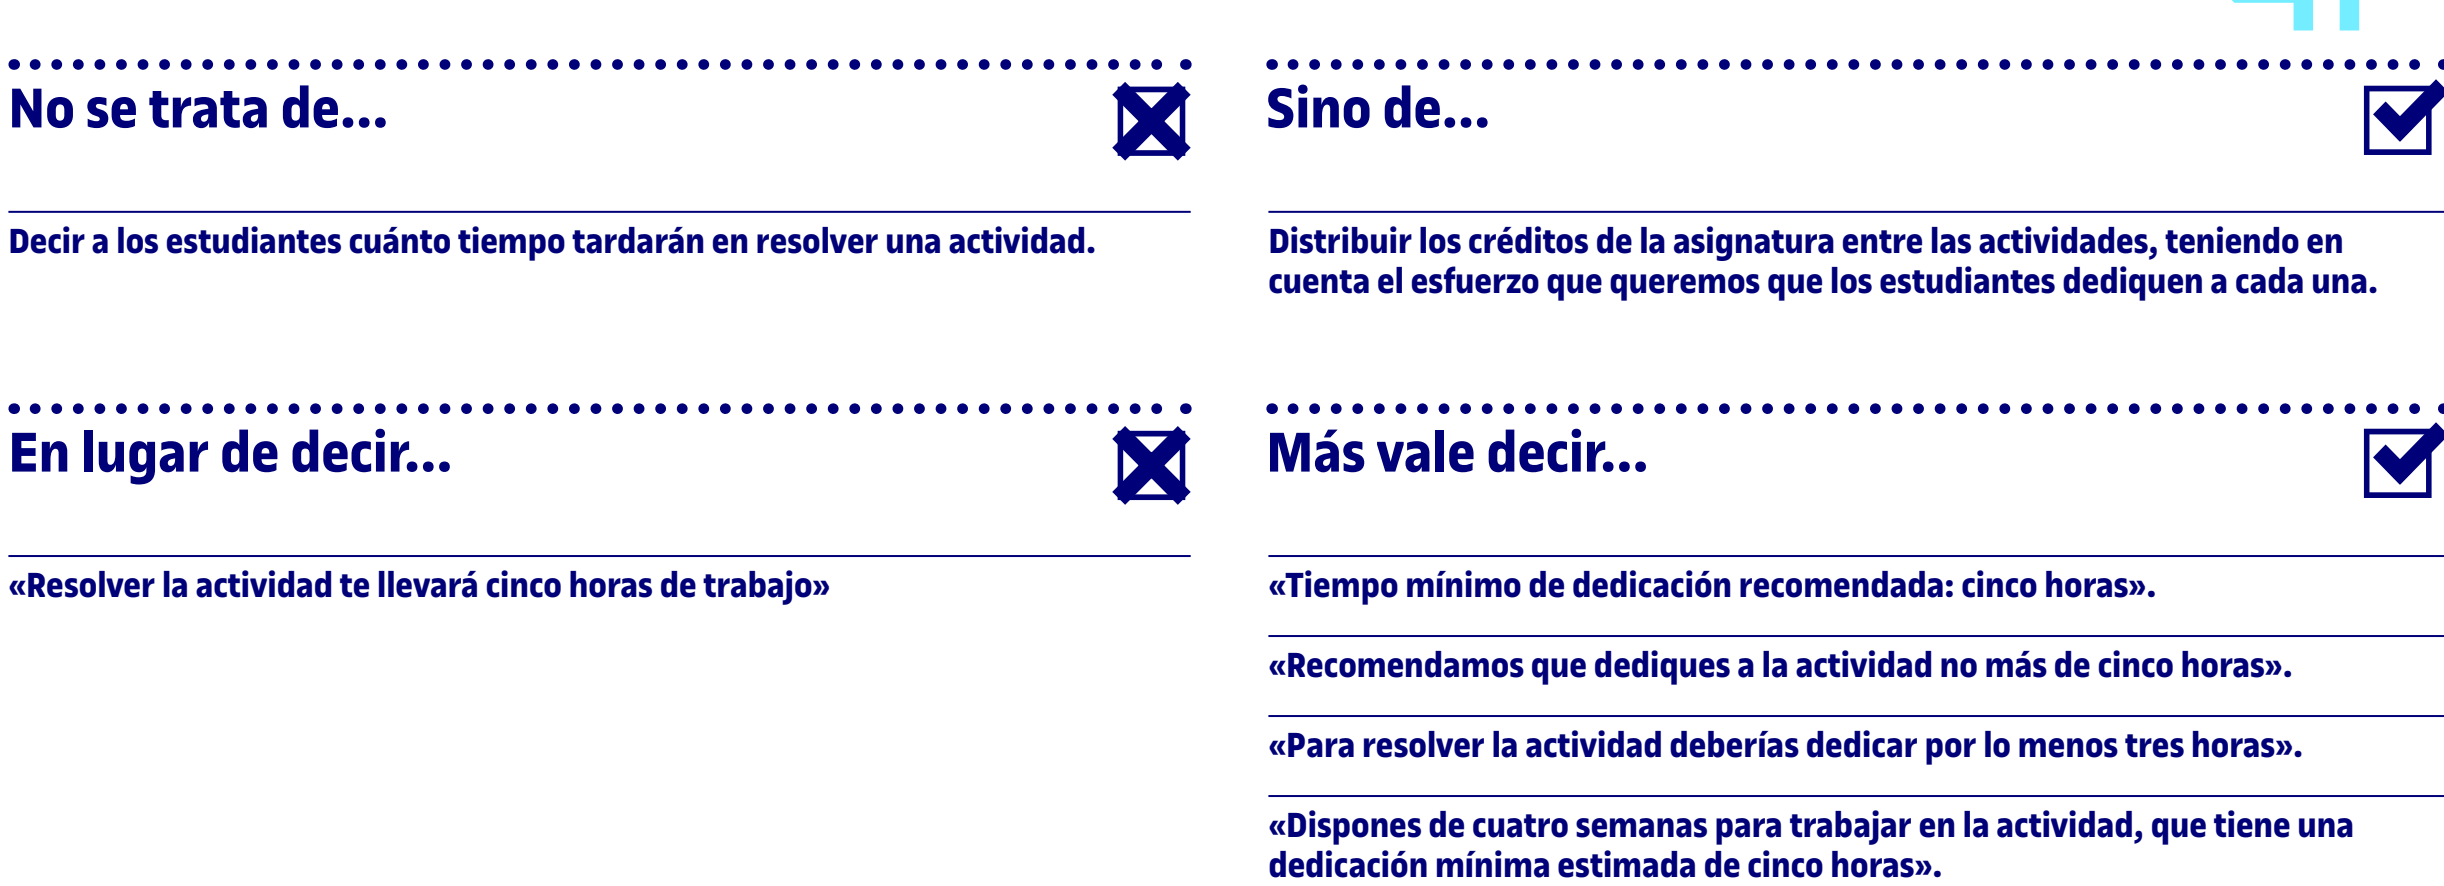 No se trata de...
Decir a los estudiantes cuánto tiempo tardarán en resolver una actividad.
Sino de...
Distribuir los créditos de la asignatura entre las actividades, teniendo en
cuenta el esfuerzo que queremos que los estudiantes dediquen a cada una.
En lugar de decir...
«Resolver la actividad te llevará cinco horas de trabajo»
Más vale decir...
«Tiempo mínimo de dedicación recomendada: cinco horas».
«Recomendamos que dediques a la actividad no más de cinco horas».
«Para resolver la actividad deberías dedicar por lo menos tres horas».
«Dispones de cuatro semanas para trabajar en la actividad, que tiene una
dedicación mínima estimada de cinco horas».